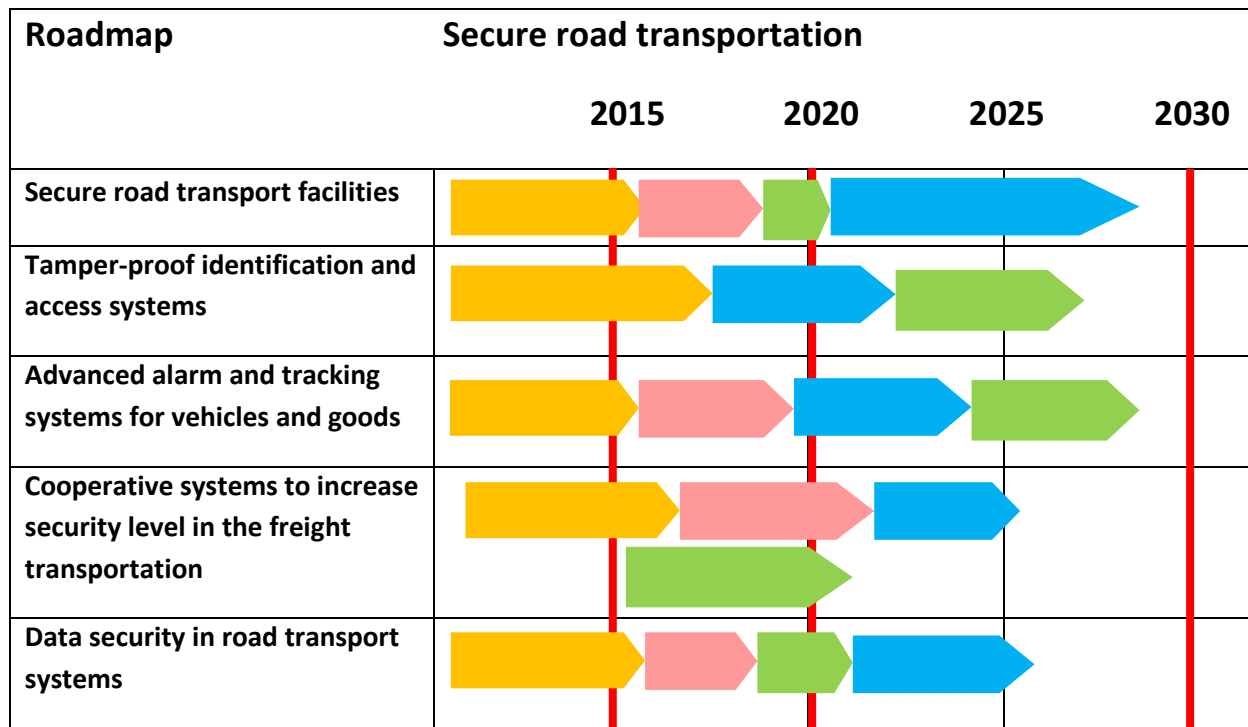 Roadmap
Secure road transportation
2015 2020 2025 2030
Secure road transport facilities
Tamper-proof identification and
access systems
Advanced alarm and tracking
systems for vehicles and goods
Cooperative systems to increase
security level in the freight
transportation
Data security in road transport
systems